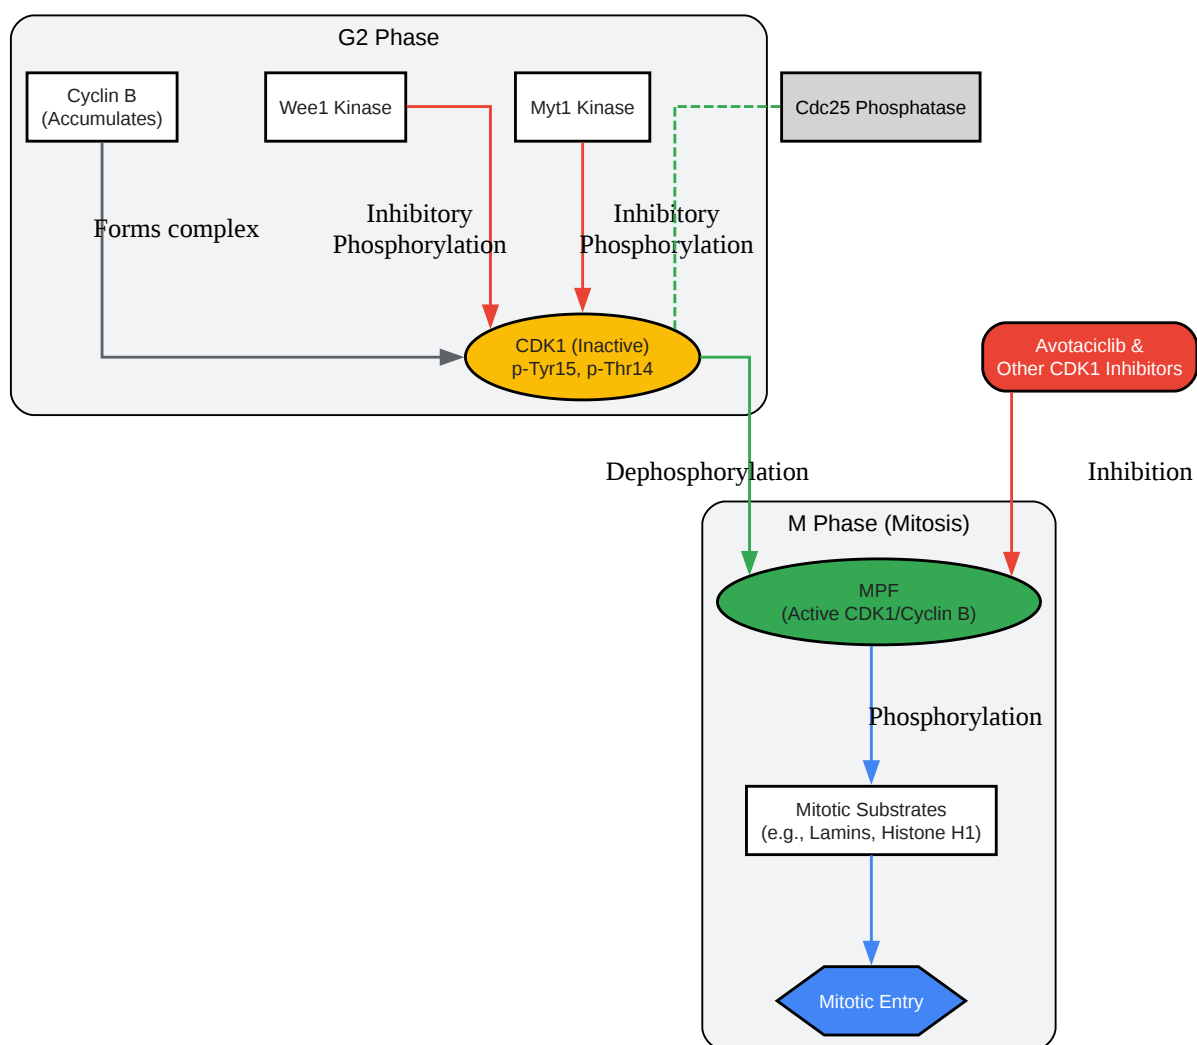 G2 Phase
Cyclin B
(Accumulates)
Wee1 Kinase
Myt1 Kinase
Cdc25 Phosphatase
Forms complex
Inhibitory
Phosphorylation
Inhibitory
Phosphorylation
CDK1 (Inactive)
p-Tyr15, p-Thr14
Avotaciclib &
Other CDK1 Inhibitors
Dephosphorylation
Inhibition
M Phase (Mitosis)
MPF
(Active CDK1/Cyclin B)
Phosphorylation
Mitotic Substrates
(e.g., Lamins, Histone H1)
Mitotic Entry